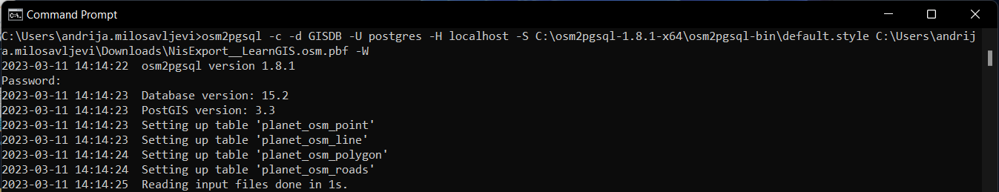 Command Prompt
C:\Users\andrija.milosavljevi>osm2pgsql -c -d GISDB -U postgres -H localhost -S C:\osm2pgsql-1.8.1-x64\osm2pgsql-bin\default.style C:\Users\andrij
a.milosavljevi\Downloads\NisExport__LearnGIS.osm.pbf -W
2023-03-11 14:14:22  osm2pgsql version 1.8.1
Password:
2023-03-11 14:14:23  Database version: 15.2
2023-03-11 14:14:23  PostGIS version: 3.3
2023-03-11 14:14:23  Setting up table 'planet_osm_point'
2023-03-11 14:14:23  Setting up table 'planet_osm_line'
2023-03-11 14:14:24  Setting up table 'planet_osm_polygon'
2023-03-11 14:14:24  Setting up table 'planet_osm_roads'
2023-03-11 14:14:25  Reading input files done in 1s.